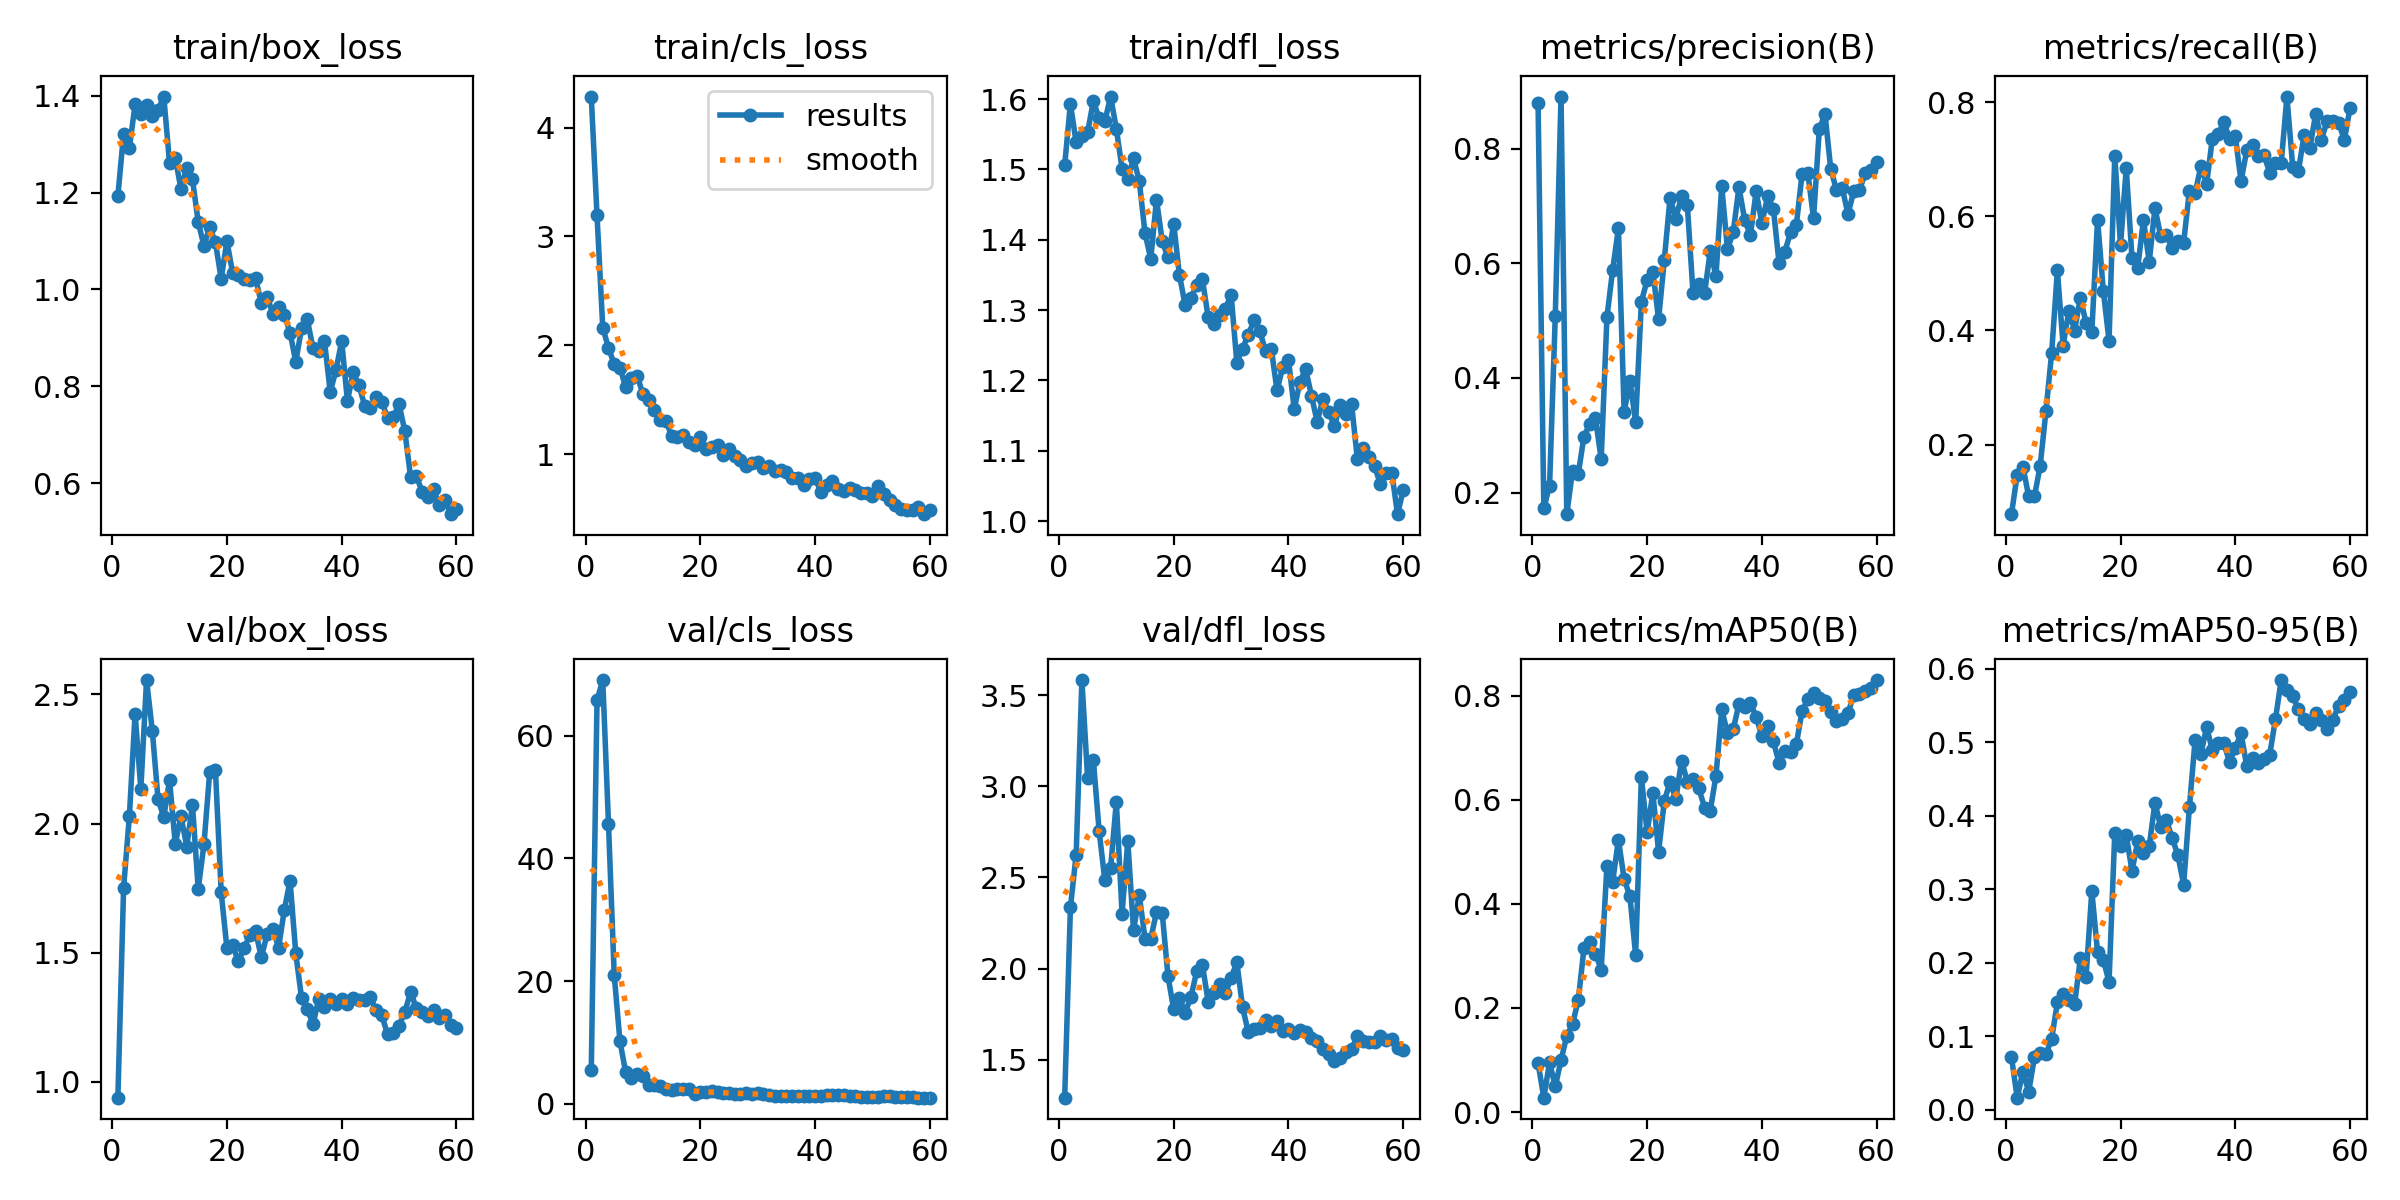 train/box_loss
1.4
1.2
1.0
0.8
0.6
0 20 40 60
train/cls_loss
results
smooth
4
3
2
1
0 20 40 60
train/dfl_loss
1.6
1.5
1.4
1.3
1.2
1.1
1.0
0 20 40 60
metrics/precision(B)
0.8
0.6
0.4
0.2
0 20 40 60
metrics/recall(B)
0.8
0.6
0.4
0.2
0 20 40 60
val/box_loss
2.5
2.0
1.5
1.0
0 20 40 60
val/cls_loss
60
40
20
0
0 20 40 60
val/dfl_loss
3.5
3.0
2.5
2.0
1.5
0 20 40 60
metrics/mAP50(B)
0.8
0.6
0.4
0.2
0.0
0 20 40 60
metrics/mAP50-95(B)
0.6
0.5
0.4
0.3
0.2
0.1
0.0
0 20 40 60